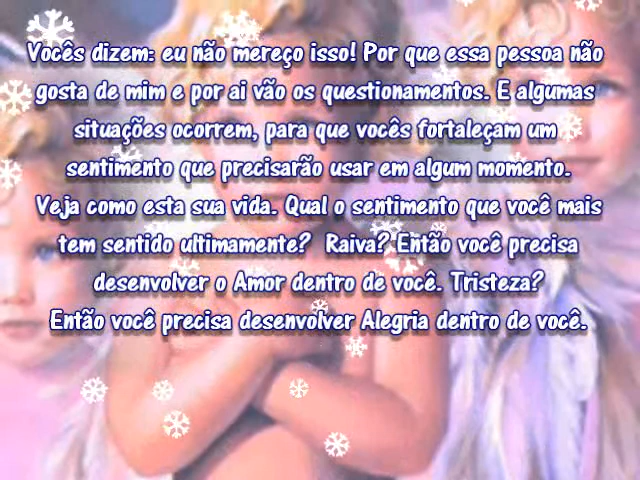 Vocês dizem: eu não mereço isso! Por que essa pessoa não
gosta de mim e por ai vão os questionamentos. E algumas
situações ocorrem, para que vocês fortaleçam um
sentimento que precisarão usar em algum momento.
Veja como esta sua vida. Qual o sentimento que você mais
tem sentido ultimamente? Raiva? Então você precisa
desenvolver o Amor dentro de você. Tristeza?
Então você precisa desenvolver Alegria dentro de você.